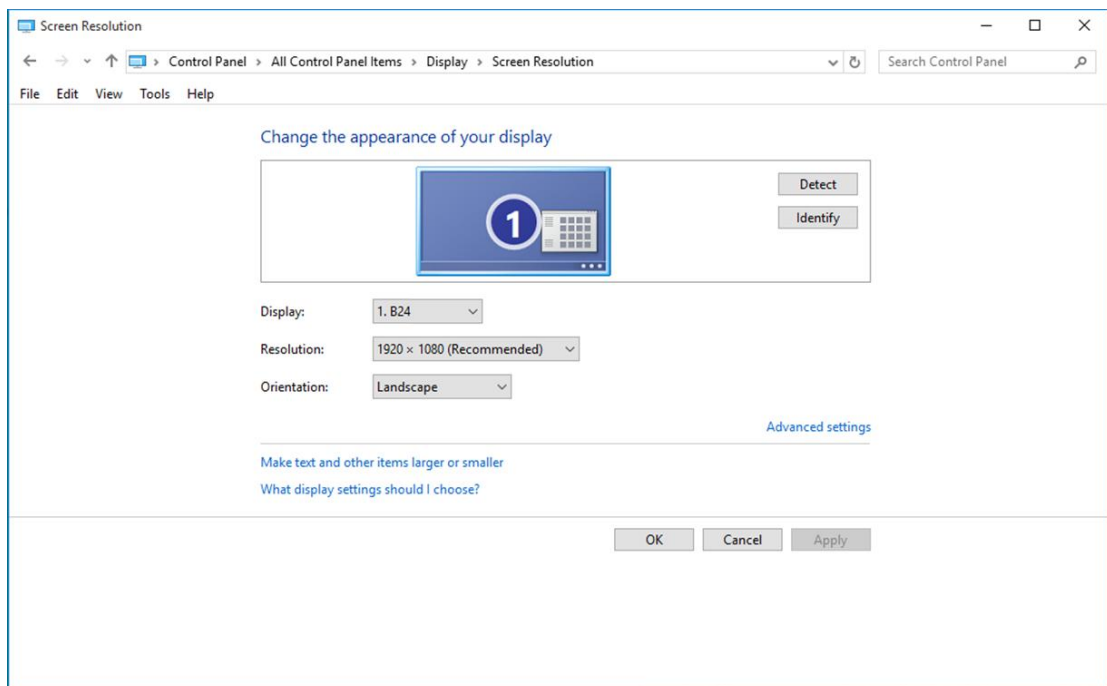 Screen Resolution
Control Panel › All Control Panel Items › Display › Screen Resolution
Search Control Panel
File Edit View Tools Help
Change the appearance of your display
1
Detect
Identify
Display: 1. B24
Resolution: 1920 × 1080 (Recommended)
Orientation: Landscape
Advanced settings
Make text and other items larger or smaller
What display settings should I choose?
OK Cancel Apply